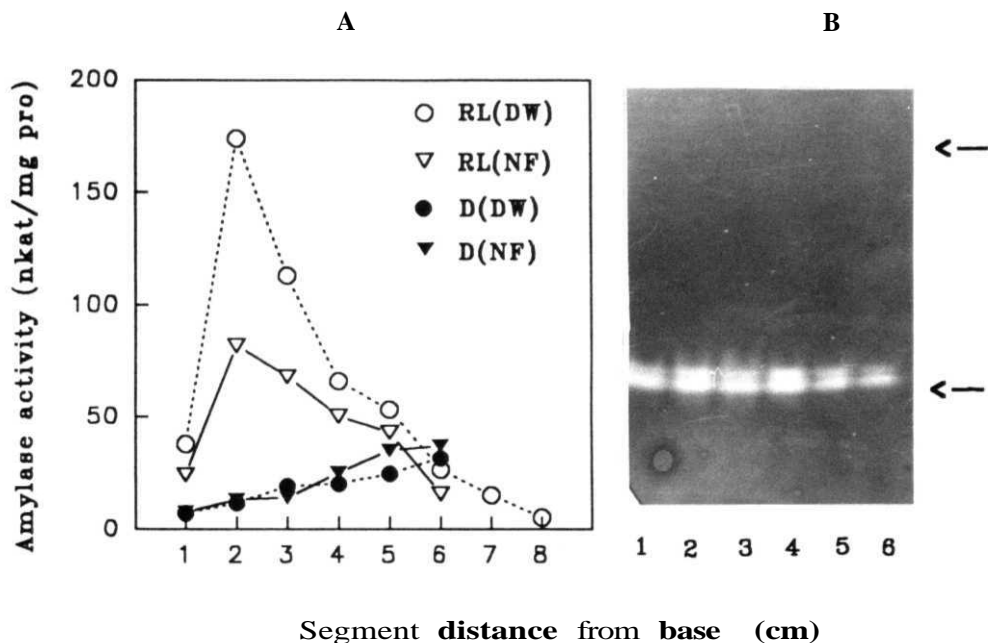 A
B
Amylase activity (nkat/mg pro)
200
150
100
50
0
RL(DW)
RL(NF)
D(DW)
D(NF)
1 2 3 4 5 6 7 8
1 2 3 4 5 6
Segment distance from base (cm)